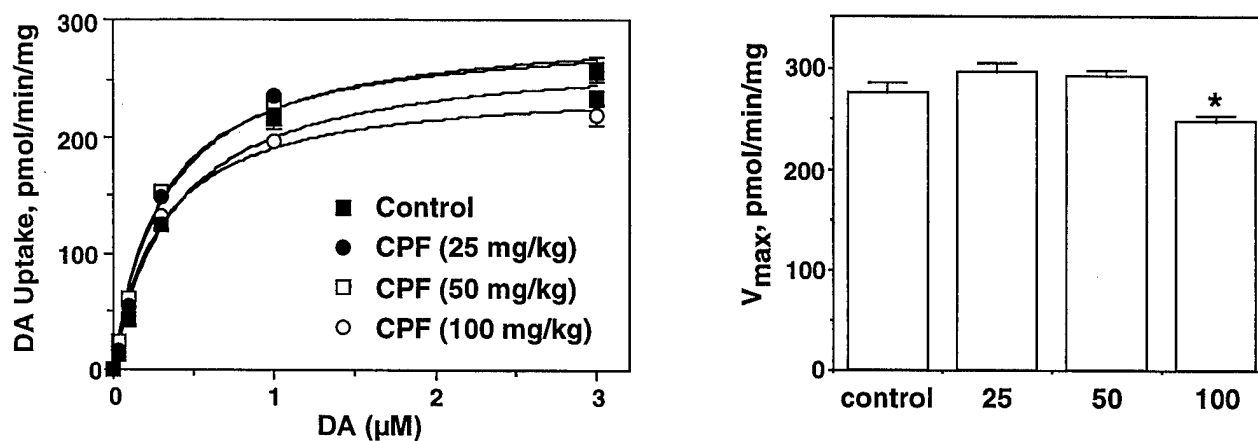 DA Uptake, pmol/min/mg
300
200
100
0
0
1
2
3
DA (µM)
Control
CPF (25 mg/kg)
CPF (50 mg/kg)
CPF (100 mg/kg)
Vmax, pmol/min/mg
300
200
300
0
*
control
25
50
100